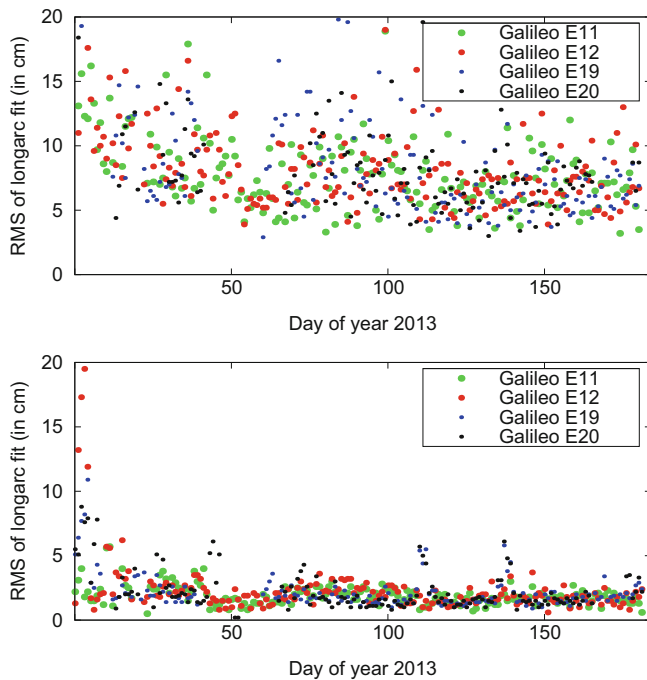 20
15
10
5
0
RMS of longarc fit (in cm)
Galileo E11
Galileo E12
Galileo E19
Galileo E20
50
100
150
Day of year 2013
20
15
10
5
0
RMS of longarc fit (in cm)
Galileo E11
Galileo E12
Galileo E19
Galileo E20
50
100
150
Day of year 2013